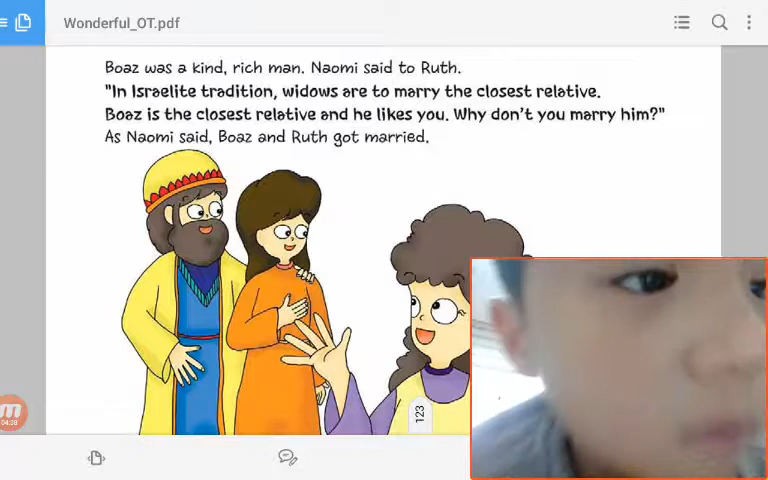 Wonderful_OT.pdf
Boaz was a kind, rich man. Naomi said to Ruth.
"In Israelite tradition, widows are to marry the closest relative.
Boaz is the closest relative and he likes you. Why don't you marry him?"
As Naomi said, Boaz and Ruth got married.
123
04:38